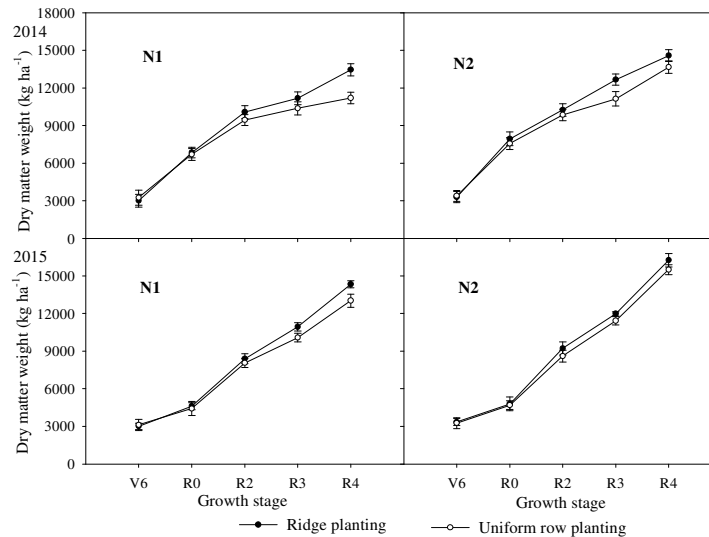 18000
2014
15000
12000
9000
6000
3000
0
Dry matter weight (kg ha-1)
N1
N2
2015
15000
12000
9000
6000
3000
0
Dry matter weight (kg ha-1)
N1
N2
V6 R0 R2 R3 R4 V6 R0 R2 R3 R4
Growth stage Growth stage
Ridge planting Uniform row planting